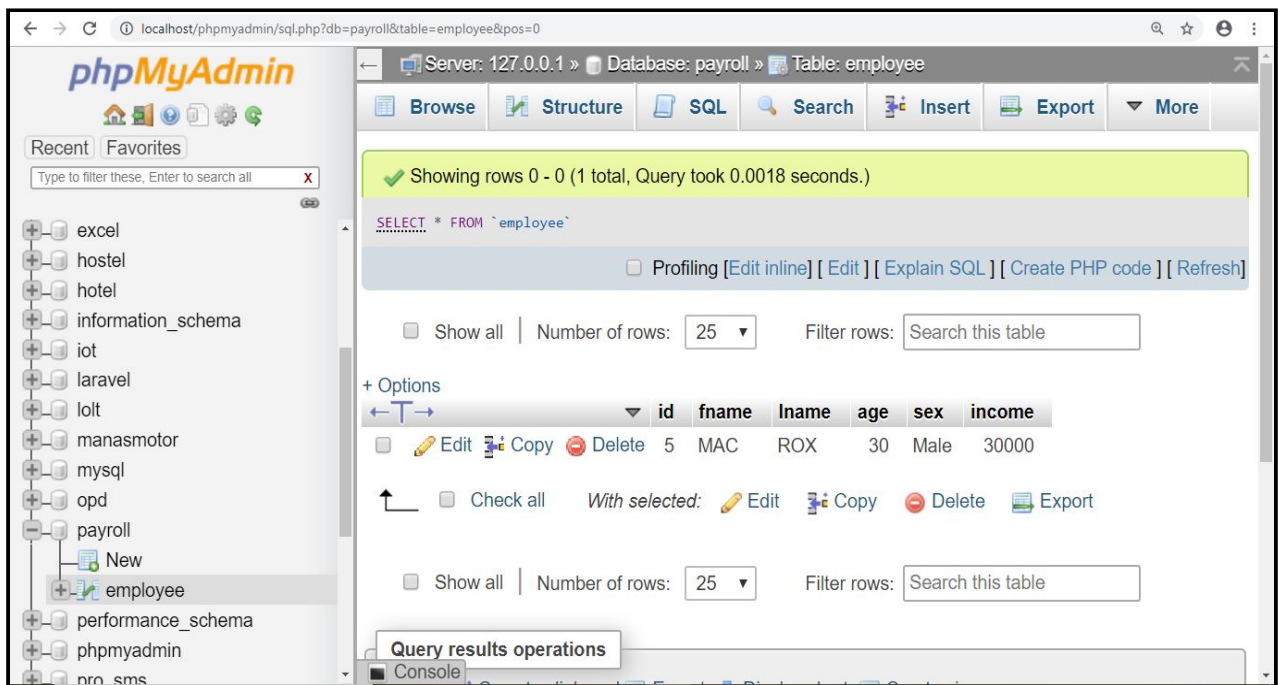 localhost/phpmyadmin/sql.php?db=payroll&table=employee&pos=0
phpMyAdmin
Recent Favorites
Type to filter these, Enter to search all X
excel
hostel
hotel
information_schema
iot
laravel
lolt
manasmotor
mysql
opd
payroll
New
employee
performance_schema
phpmyadmin
pro_sms
Server: 127.0.0.1 » Database: payroll » Table: employee
Browse Structure SQL Search Insert Export More
Showing rows 0 - 0 (1 total, Query took 0.0018 seconds.)
SELECT * FROM `employee`
Profiling [Edit inline] [ Edit ] [ Explain SQL ] [ Create PHP code ] [ Refresh]
Show all Number of rows: 25 Filter rows: Search this table
+ Options
id fname lname age sex income
Edit Copy Delete 5 MAC ROX 30 Male 30000
Check all With selected: Edit Copy Delete Export
Show all Number of rows: 25 Filter rows: Search this table
Query results operations
Console